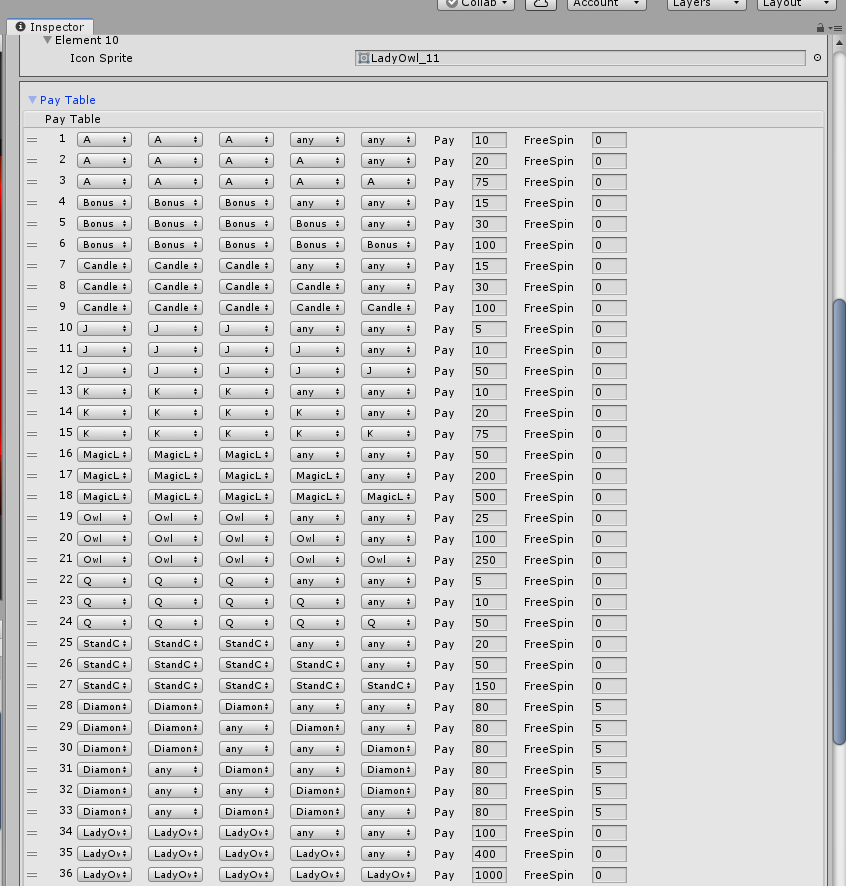 Collab Account Layers Layout
Inspector
Element 10
Icon Sprite LadyOwl_11
Pay Table
Pay Table
1 A A A any any Pay 10 FreeSpin 0
2 A A A A any Pay 20 FreeSpin 0
3 A A A A A Pay 75 FreeSpin 0
4 Bonus Bonus Bonus any any Pay 15 FreeSpin 0
5 Bonus Bonus Bonus Bonus any Pay 30 FreeSpin 0
6 Bonus Bonus Bonus Bonus Bonus Pay 100 FreeSpin 0
7 Candle Candle Candle any any Pay 15 FreeSpin 0
8 Candle Candle Candle Candle any Pay 30 FreeSpin 0
9 Candle Candle Candle Candle Candle Pay 100 FreeSpin 0
10 J J J any any Pay 5 FreeSpin 0
11 J J J J any Pay 10 FreeSpin 0
12 J J J J J Pay 50 FreeSpin 0
13 K K K any any Pay 10 FreeSpin 0
14 K K K K any Pay 20 FreeSpin 0
15 K K K K K Pay 75 FreeSpin 0
16 MagicL MagicL MagicL any any Pay 50 FreeSpin 0
17 MagicL MagicL MagicL MagicL any Pay 200 FreeSpin 0
18 MagicL MagicL MagicL MagicL MagicL Pay 500 FreeSpin 0
19 Owl Owl Owl any any Pay 25 FreeSpin 0
20 Owl Owl Owl Owl any Pay 100 FreeSpin 0
21 Owl Owl Owl Owl Owl Pay 250 FreeSpin 0
22 Q Q Q any any Pay 5 FreeSpin 0
23 Q Q Q Q any Pay 10 FreeSpin 0
24 Q Q Q Q Q Pay 50 FreeSpin 0
25 StandC StandC StandC any any Pay 20 FreeSpin 0
26 StandC StandC StandC StandC any Pay 50 FreeSpin 0
27 StandC StandC StandC StandC StandC Pay 150 FreeSpin 0
28 Diamon Diamon Diamon any any Pay 80 FreeSpin 5
29 Diamon Diamon any Diamon any Pay 80 FreeSpin 5
30 Diamon Diamon any any Diamon Pay 80 FreeSpin 5
31 Diamon any Diamon any Diamon Pay 80 FreeSpin 5
32 Diamon any any Diamon Diamon Pay 80 FreeSpin 5
33 Diamon any Diamon Diamon any Pay 80 FreeSpin 5
34 LadyOw LadyOw LadyOw any any Pay 100 FreeSpin 0
35 LadyOw LadyOw LadyOw LadyOw any Pay 400 FreeSpin 0
36 LadyOw LadyOw LadyOw LadyOw LadyOw Pay 1000 FreeSpin 0